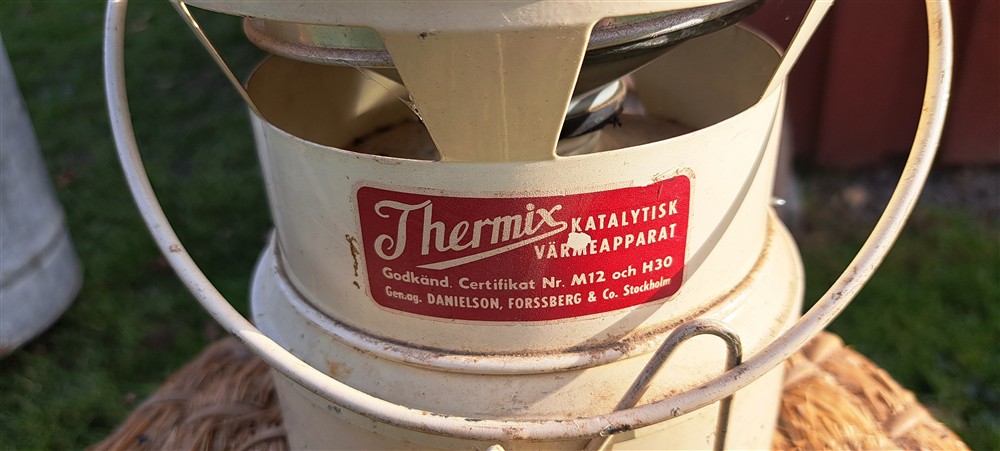 Thermix KATALYTISK
VÄRMEAPPARAT
Godkänd. Certifikat Nr. M12 och H30
Gen.ag. DANIELSON, FORSSBERG & Co. Stockholm